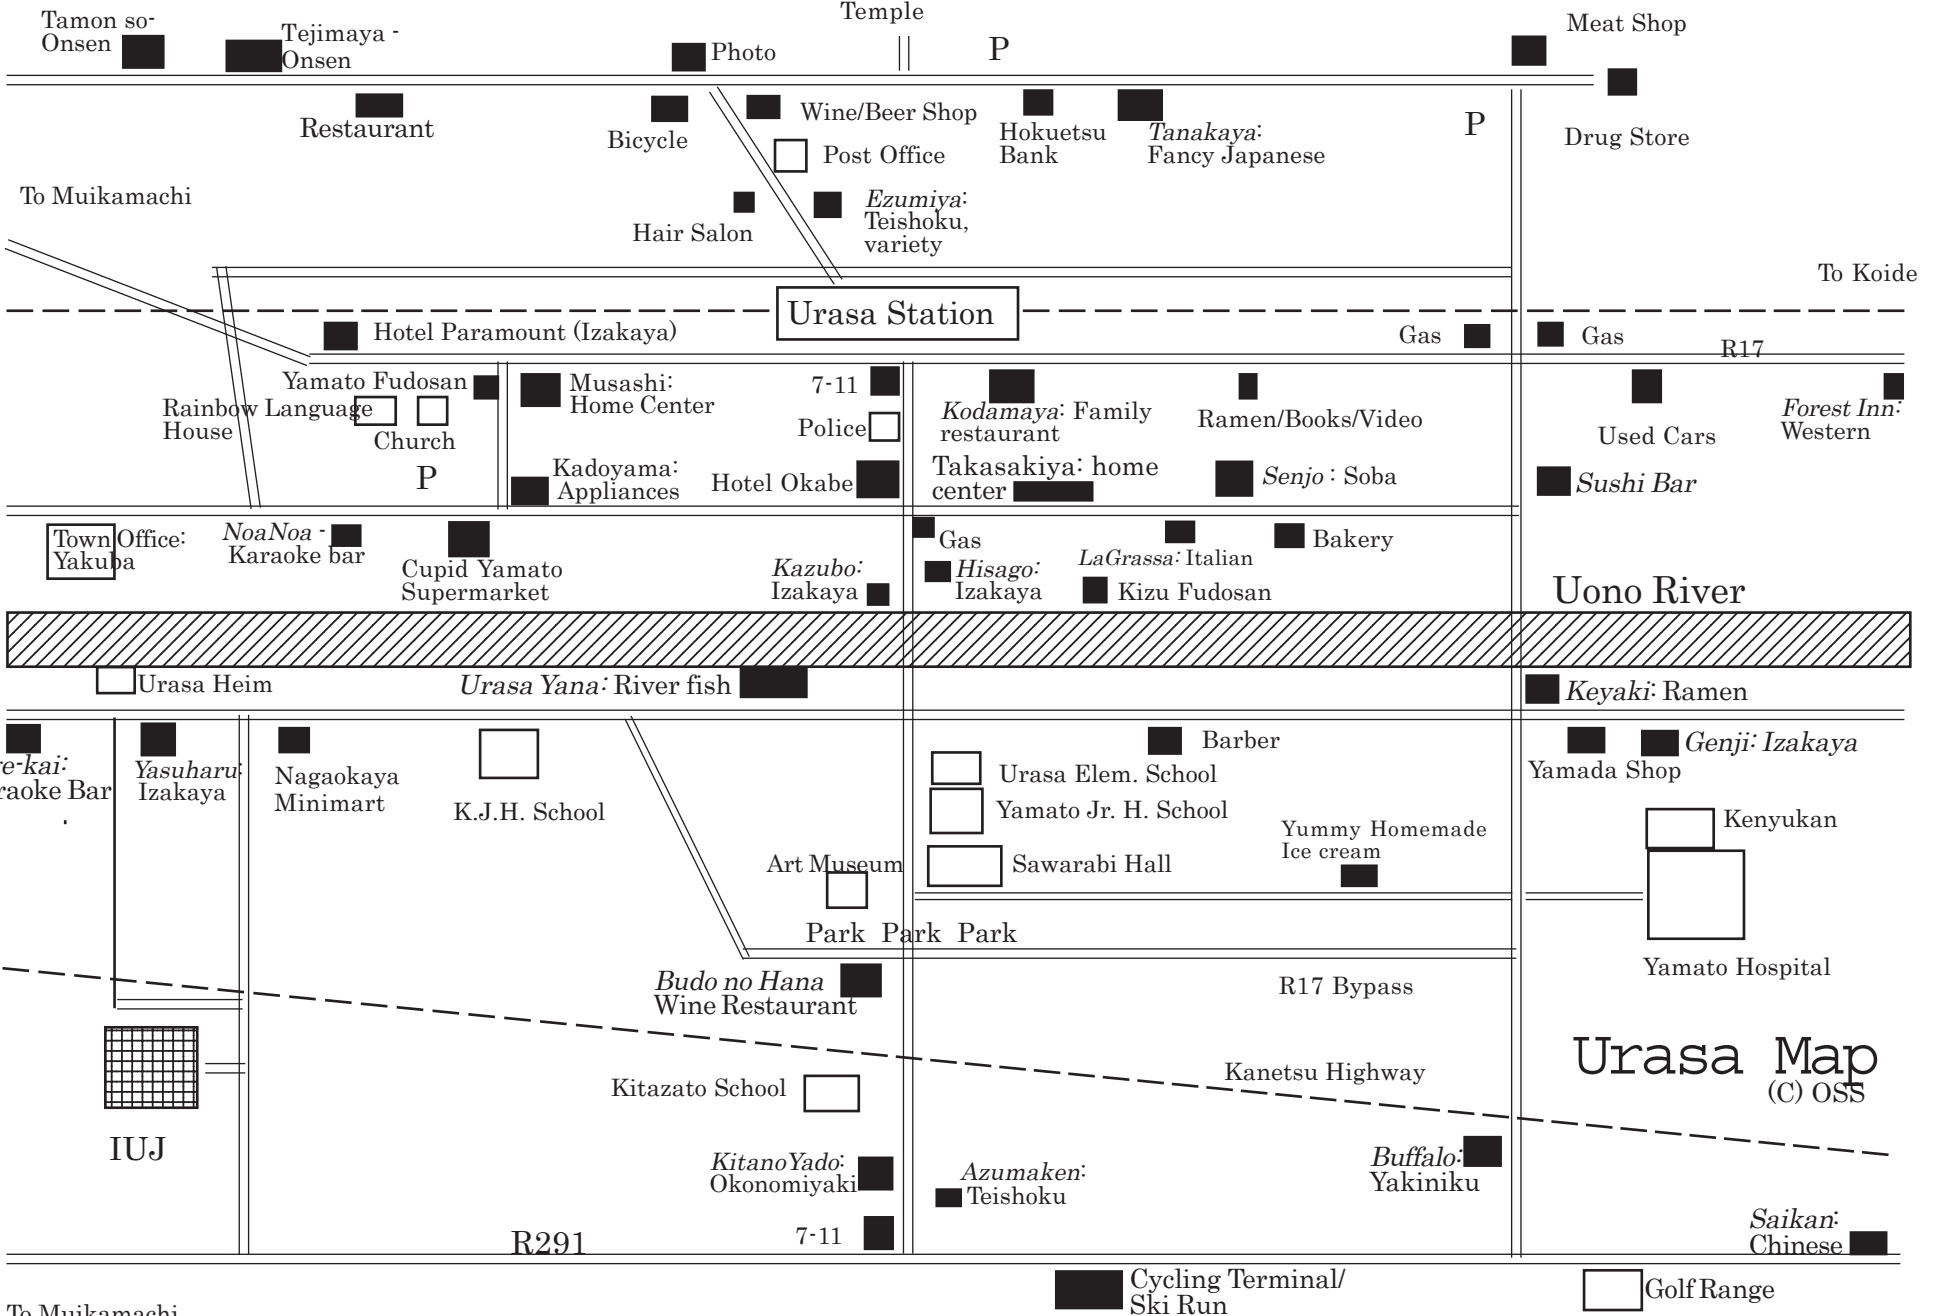 Temple
Tamon so-
Onsen
Tejimaya -
Onsen
Photo
P
Meat Shop
Restaurant
Bicycle
Wine/Beer Shop
Post Office
Hokuetsu
Bank
Tanakaya:
Fancy Japanese
P
Drug Store
To Muikamachi
Hair Salon
Ezumiya:
Teishoku,
variety
To Koide
Urasa Station
Hotel Paramount (Izakaya)
Gas
Gas
R17
Yamato Fudosan
Rainbow Language
House
Church
P
Musashi:
Home Center
7-11
Police
Kodamaya: Family
restaurant
Ramen/Books/Video
Used Cars
Forest Inn:
Western
Kadoyama:
Appliances
Hotel Okabe
Takasakiya: home
center
Senjo : Soba
Sushi Bar
Town Office:
Yakuba
NoaNoa -
Karaoke bar
Cupid Yamato
Supermarket
Kazubo:
Izakaya
Gas
Hisago:
Izakaya
LaGrassa: Italian
Kizu Fudosan
Bakery
Uono River
Urasa Heim
Urasa Yana: River fish
Keyaki: Ramen
re-kai:
raoke Bar
Yasuharu:
Izakaya
Nagaokaya
Minimart
K.J.H. School
Barber
Urasa Elem. School
Yamato Jr. H. School
Sawarabi Hall
Yummy Homemade
Ice cream
Yamada Shop
Genji: Izakaya
Kenyukan
Art Museum
Park Park Park
Budo no Hana
Wine Restaurant
R17 Bypass
Yamato Hospital
Urasa Map
(C) OSS
Kanetsu Highway
Kitazato School
IUJ
KitanoYado:
Okonomiyaki
Azumaken:
Teishoku
Buffalo:
Yakiniku
7-11
R291
Saikan:
Chinese
Cycling Terminal/
Ski Run
Golf Range
To Muikamachi